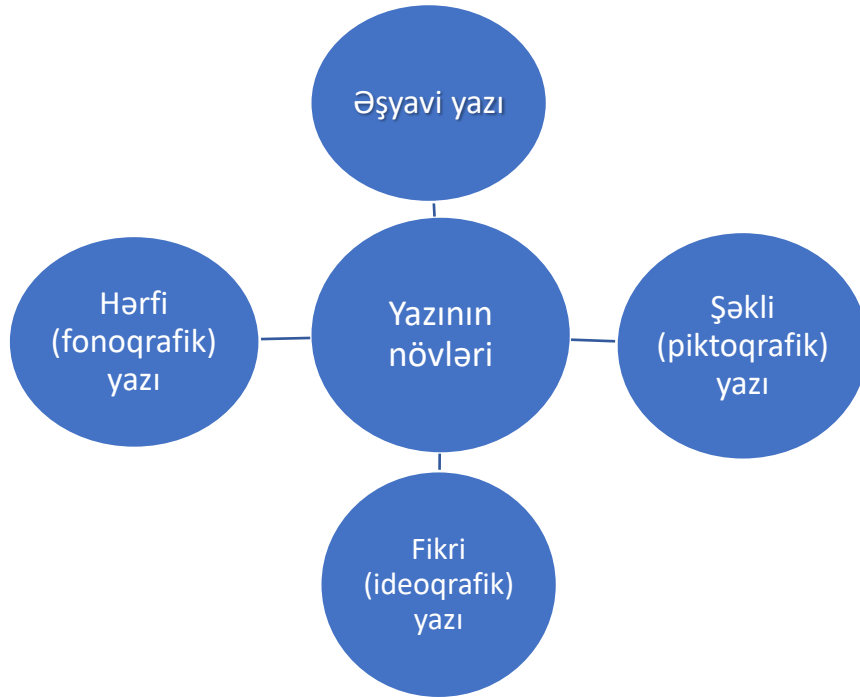 Əşyavi yazı
Hərfi
(fonoqrafik)
yazı
Yazının
növləri
Şəkli
(piktoqrafik)
yazı
Fikri
(ideoqrafik)
yazı